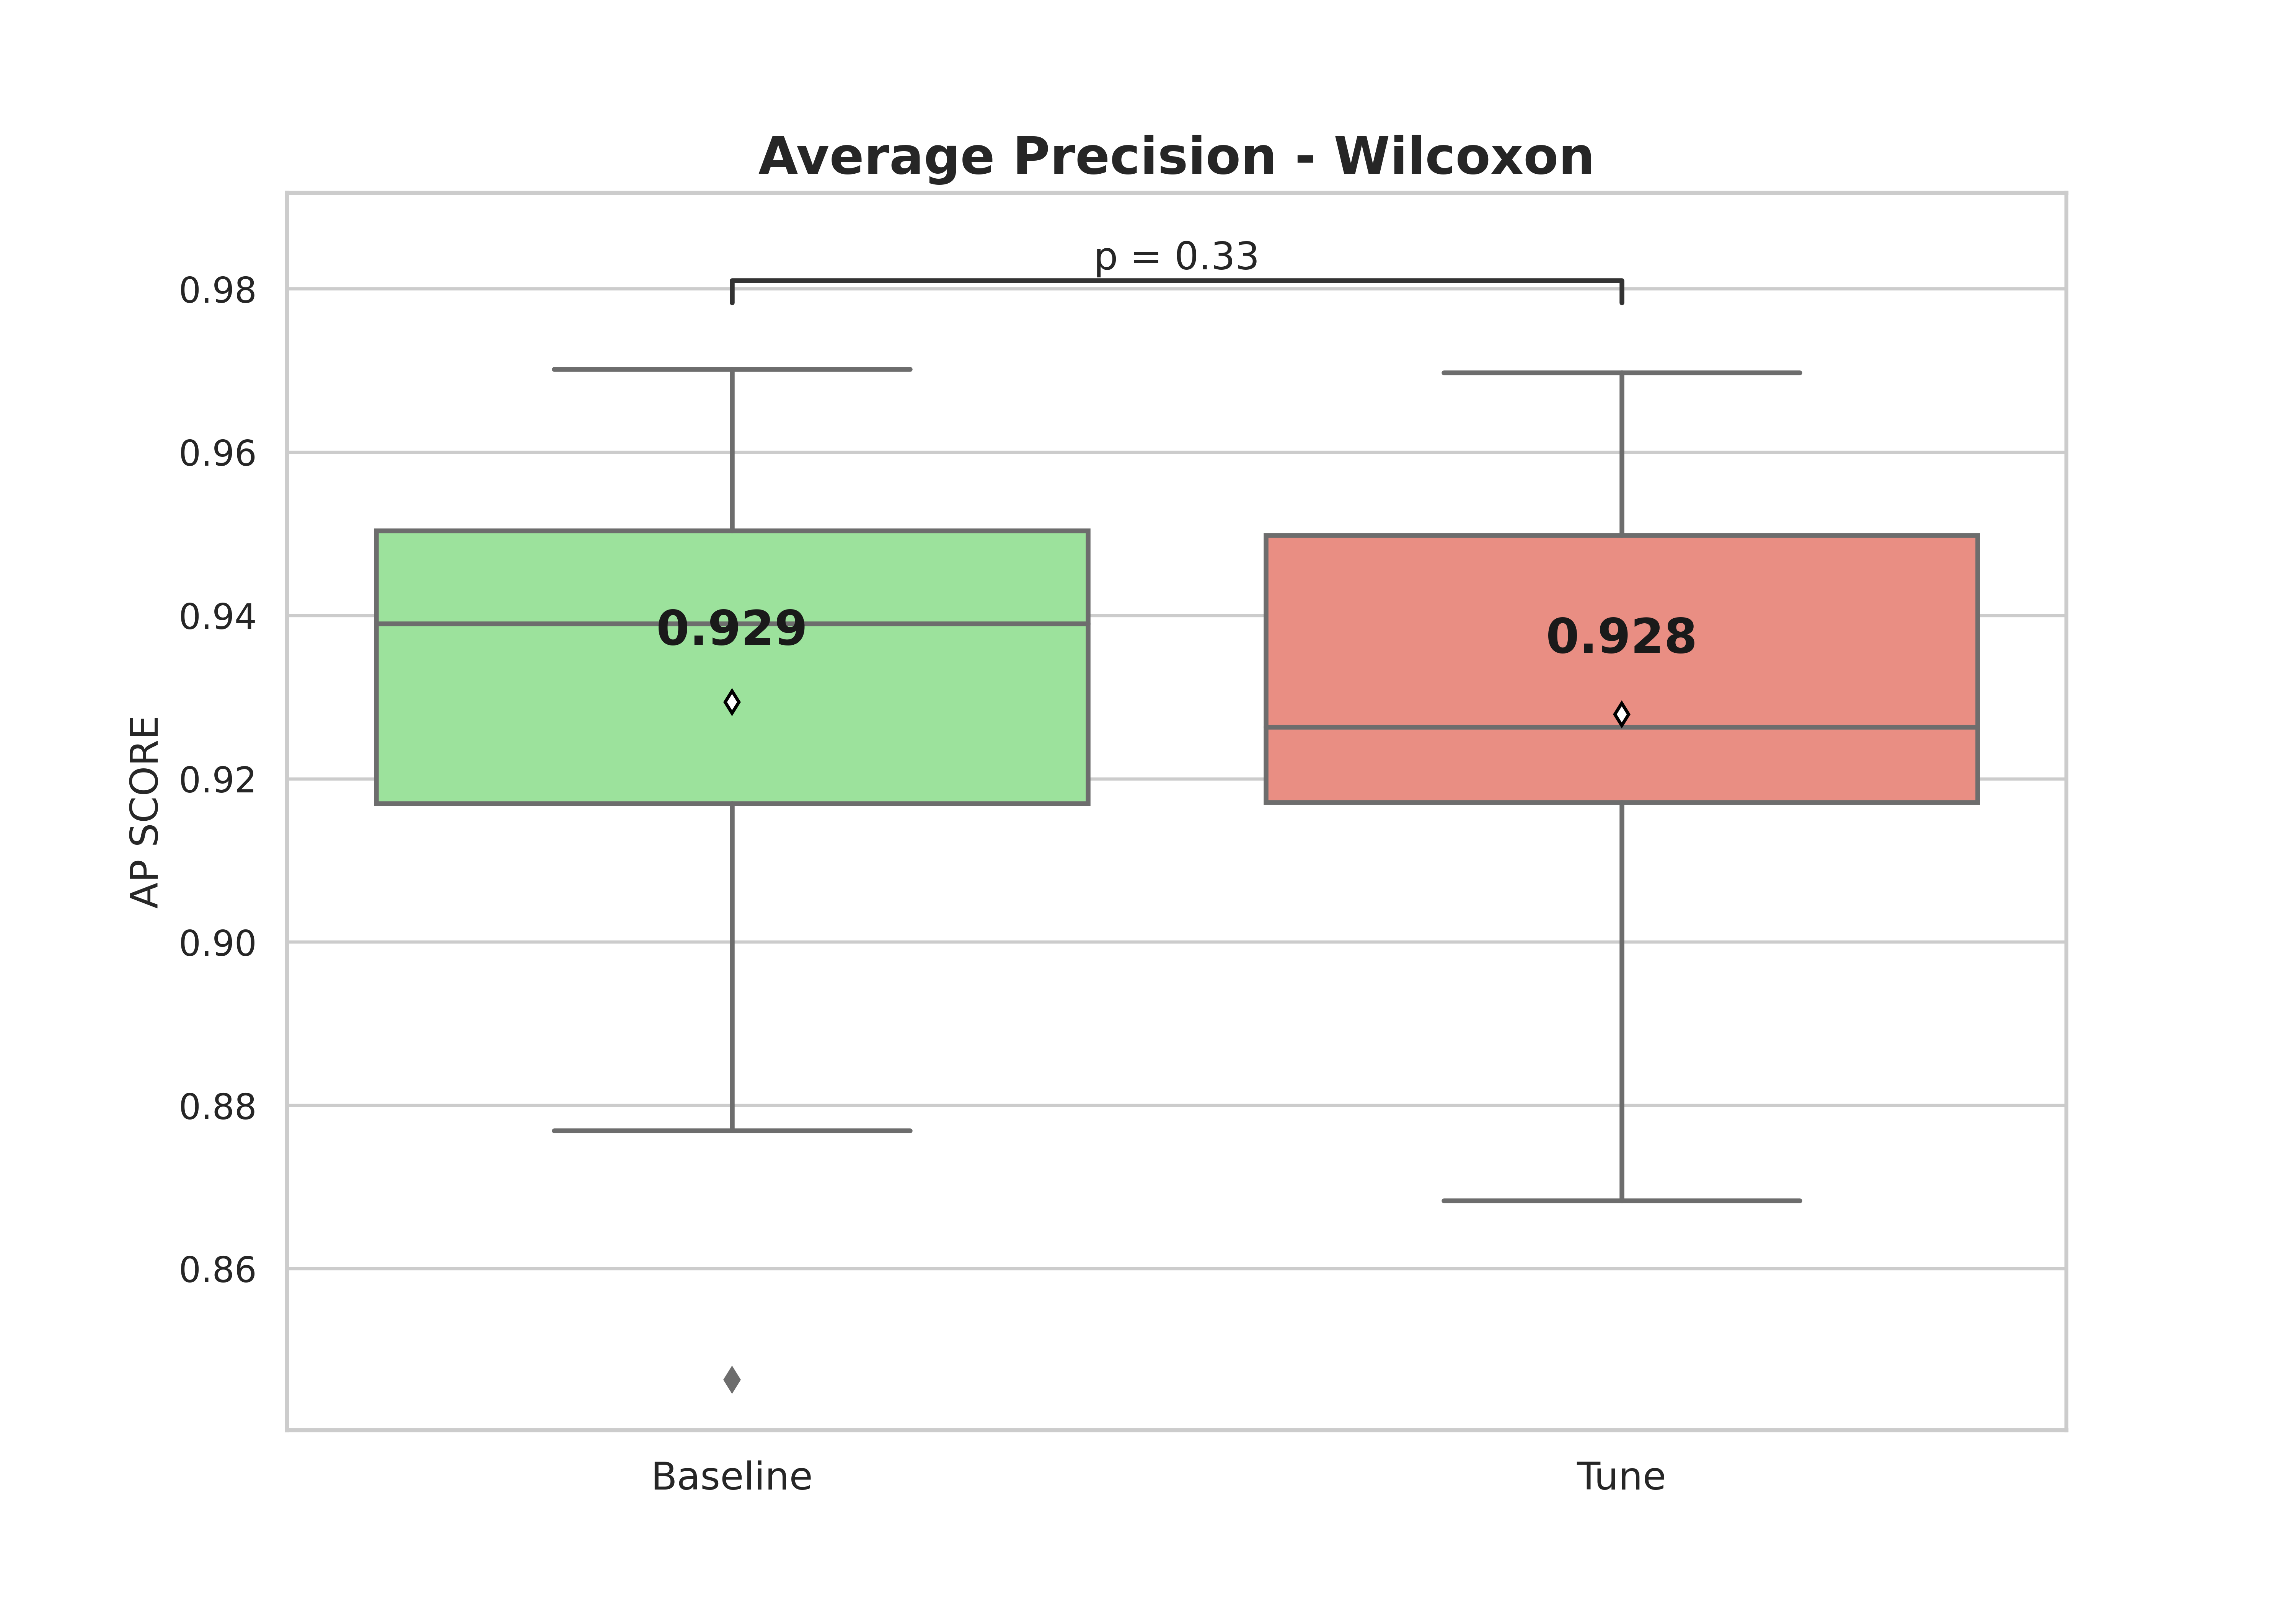 Average Precision - Wilcoxon
p = 0.33
0.98
0.96
0.94
0.92
0.90
0.88
0.86
AP SCORE
0.929
0.928
Baseline
Tune